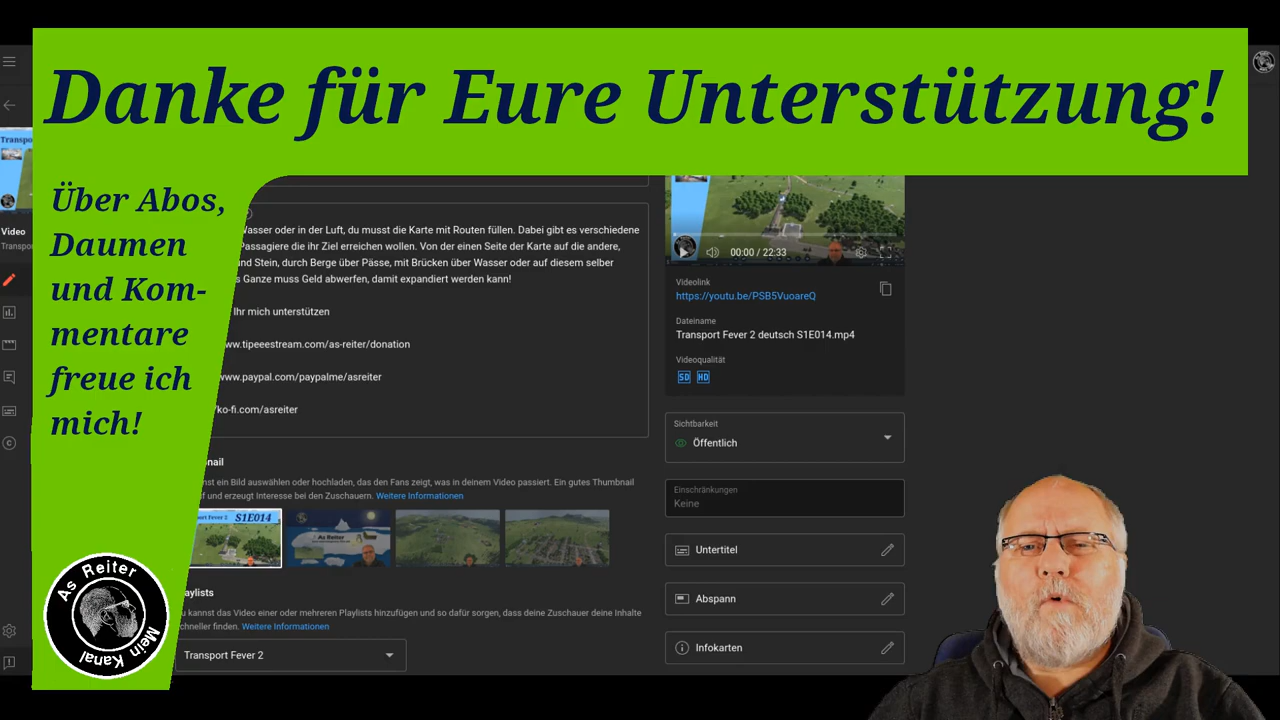 Danke für Eure Unterstützung!
Über Abos,
Daumen
und Kom-
mentare
freue ich
mich!
As Reiter
Mein Kanal
Transport
Video
Transpor
Wasser oder in der Luft, du musst die Karte mit Routen füllen. Dabei gibt es verschiedene
Passagiere die ihr Ziel erreichen wollen. Von der einen Seite der Karte auf die andere,
und Stein, durch Berge über Pässe, mit Brücken über Wasser oder auf diesem selber
s Ganze muss Geld abwerfen, damit expandiert werden kann!
Ihr mich unterstützen
www.tipeeestream.com/as-reiter/donation
www.paypal.com/paypalme/asreiter
/ko-fi.com/asreiter
nail
nst ein Bild auswählen oder hochladen, das den Fans zeigt, was in deinem Video passiert. Ein gutes Thumbnail
f und erzeugt Interesse bei den Zuschauern. Weitere Informationen
port Fever 2 S1E014
As Reiter
aylists
u kannst das Video einer oder mehreren Playlists hinzufügen und so dafür sorgen, dass deine Zuschauer deine Inhalte
schneller finden. Weitere Informationen
Transport Fever 2
00:00 / 22:33
Videolink
https://youtu.be/PSB5VuoareQ
Dateiname
Transport Fever 2 deutsch S1E014.mp4
Videoqualität
SD HD
Sichtbarkeit
Öffentlich
Einschränkungen
Keine
Untertitel
Abspann
Infokarten